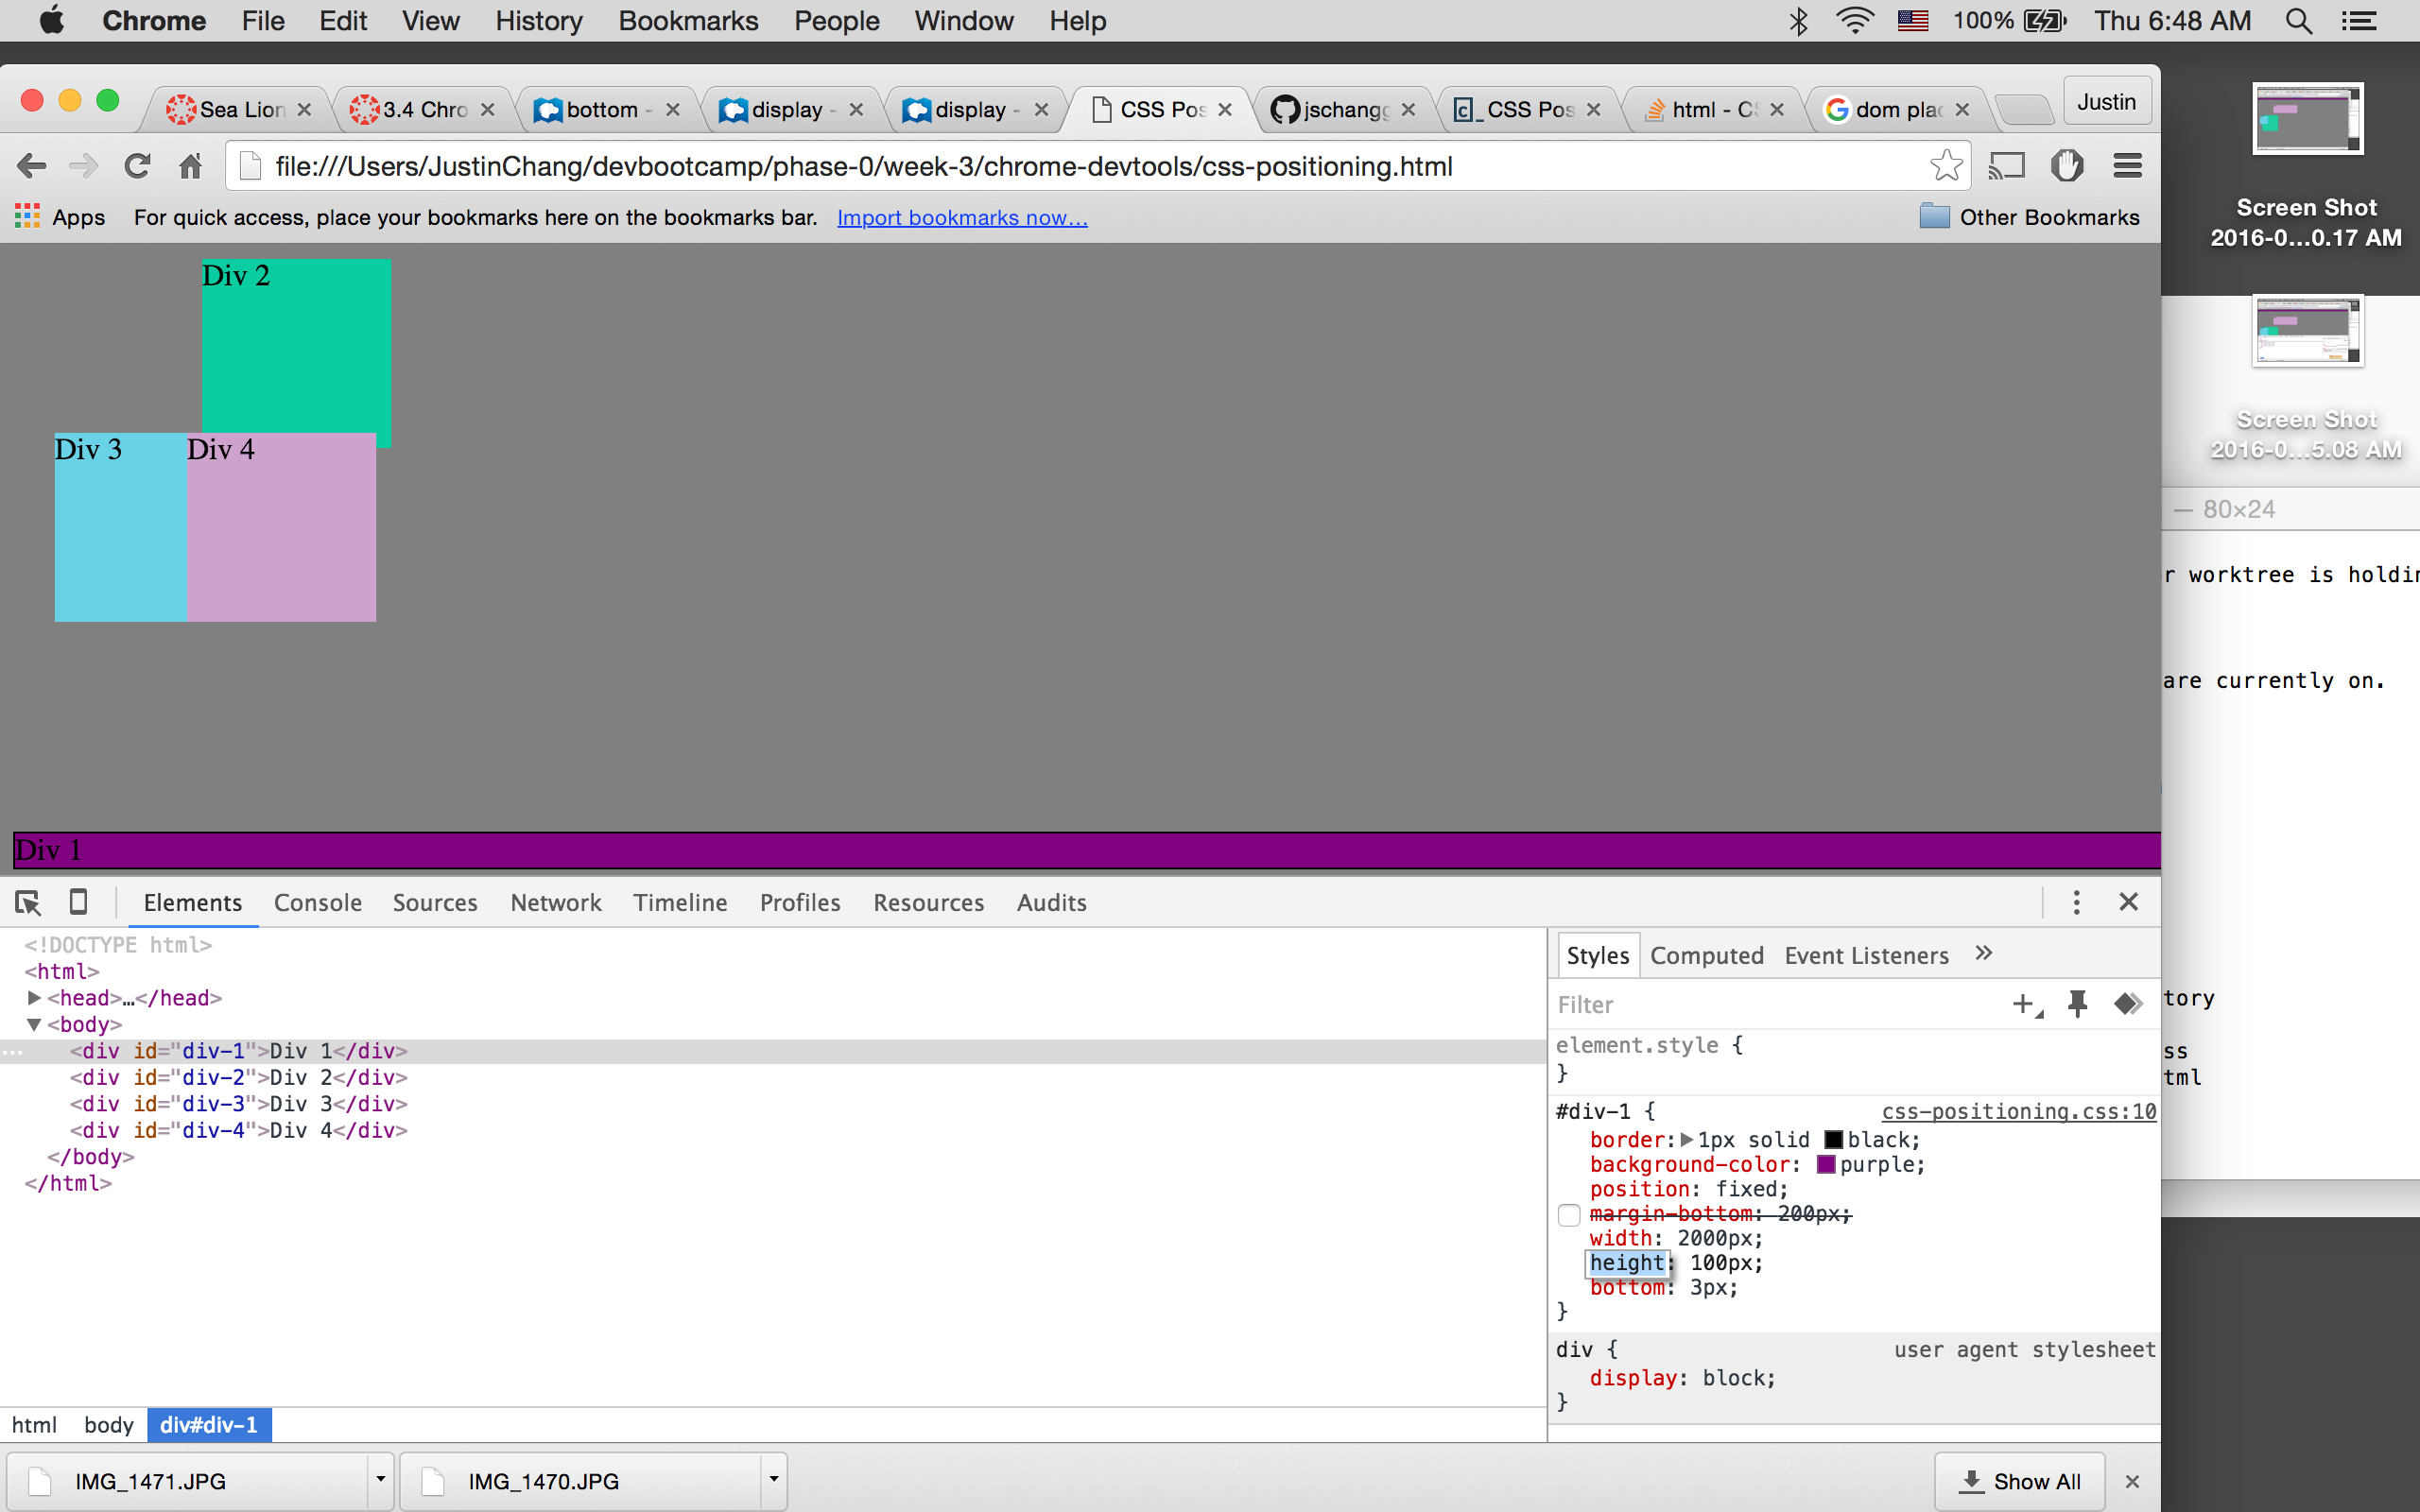 Chrome File Edit View History Bookmarks People Window Help 100% Thu 6:48 AM
Sea Lion 3.4 Chro bottom - display - display - CSS Pos jschangg CSS Pos html - CS dom plac Justin
file:///Users/JustinChang/devbootcamp/phase-0/week-3/chrome-devtools/css-positioning.html
Apps For quick access, place your bookmarks here on the bookmarks bar. Import bookmarks now... Other Bookmarks
Screen Shot
2016-0...0.17 AM
Screen Shot
2016-0...5.08 AM
Div 2
Div 3 Div 4
Div 1
— 80×24
r worktree is holdin
are currently on.
tory
ss
tml
Elements Console Sources Network Timeline Profiles Resources Audits
<!DOCTYPE html>
<html>
<head>…</head>
<body>
<div id="div-1">Div 1</div>
<div id="div-2">Div 2</div>
<div id="div-3">Div 3</div>
<div id="div-4">Div 4</div>
</body>
</html>
Styles Computed Event Listeners »
Filter
element.style {
}
#div-1 { css-positioning.css:10
border: 1px solid black;
background-color: purple;
position: fixed;
margin-bottom: 200px;
width: 2000px;
height: 100px;
bottom: 3px;
}
div { user agent stylesheet
display: block;
}
html body div#div-1
IMG_1471.JPG IMG_1470.JPG Show All